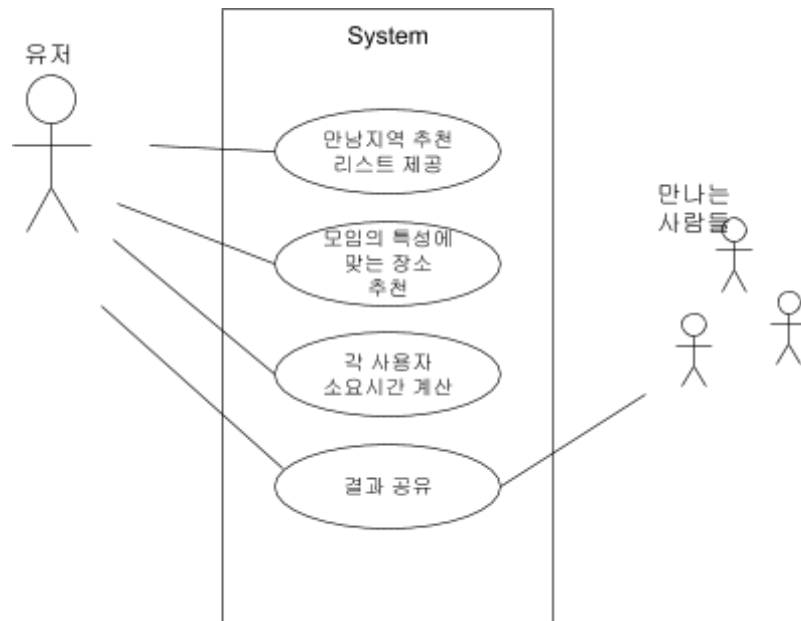 System
유저
만남지역 추천
리스트 제공
모임의 특성에
맞는 장소
추천
각 사용자
소요시간 계산
결과 공유
만나는
사람들